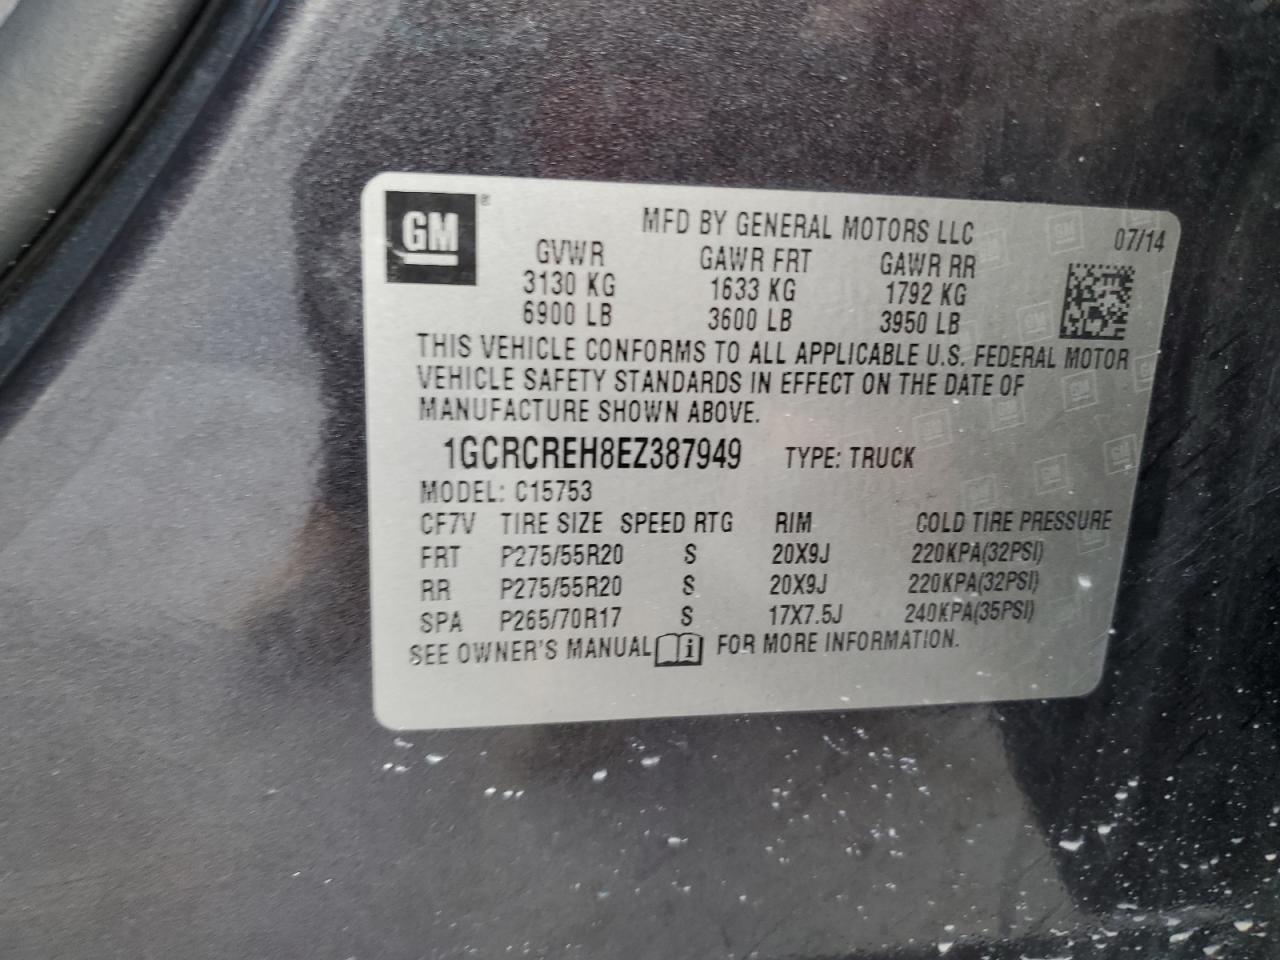 GM®
MFD BY GENERAL MOTORS LLC 07/14
GVWR GAWR FRT GAWR RR
3130 KG 1633 KG 1792 KG
6900 LB 3600 LB 3950 LB
THIS VEHICLE CONFORMS TO ALL APPLICABLE U.S. FEDERAL MOTOR
VEHICLE SAFETY STANDARDS IN EFFECT ON THE DATE OF
MANUFACTURE SHOWN ABOVE.
1GCRCREH8EZ387949 TYPE: TRUCK
MODEL: C15753
CF7V TIRE SIZE SPEED RTG RIM COLD TIRE PRESSURE
FRT P275/55R20 S 20X9J 220KPA(32PSI)
RR P275/55R20 S 20X9J 220KPA(32PSI)
SPA P265/70R17 S 17X7.5J 240KPA(35PSI)
SEE OWNER'S MANUAL i FOR MORE INFORMATION.